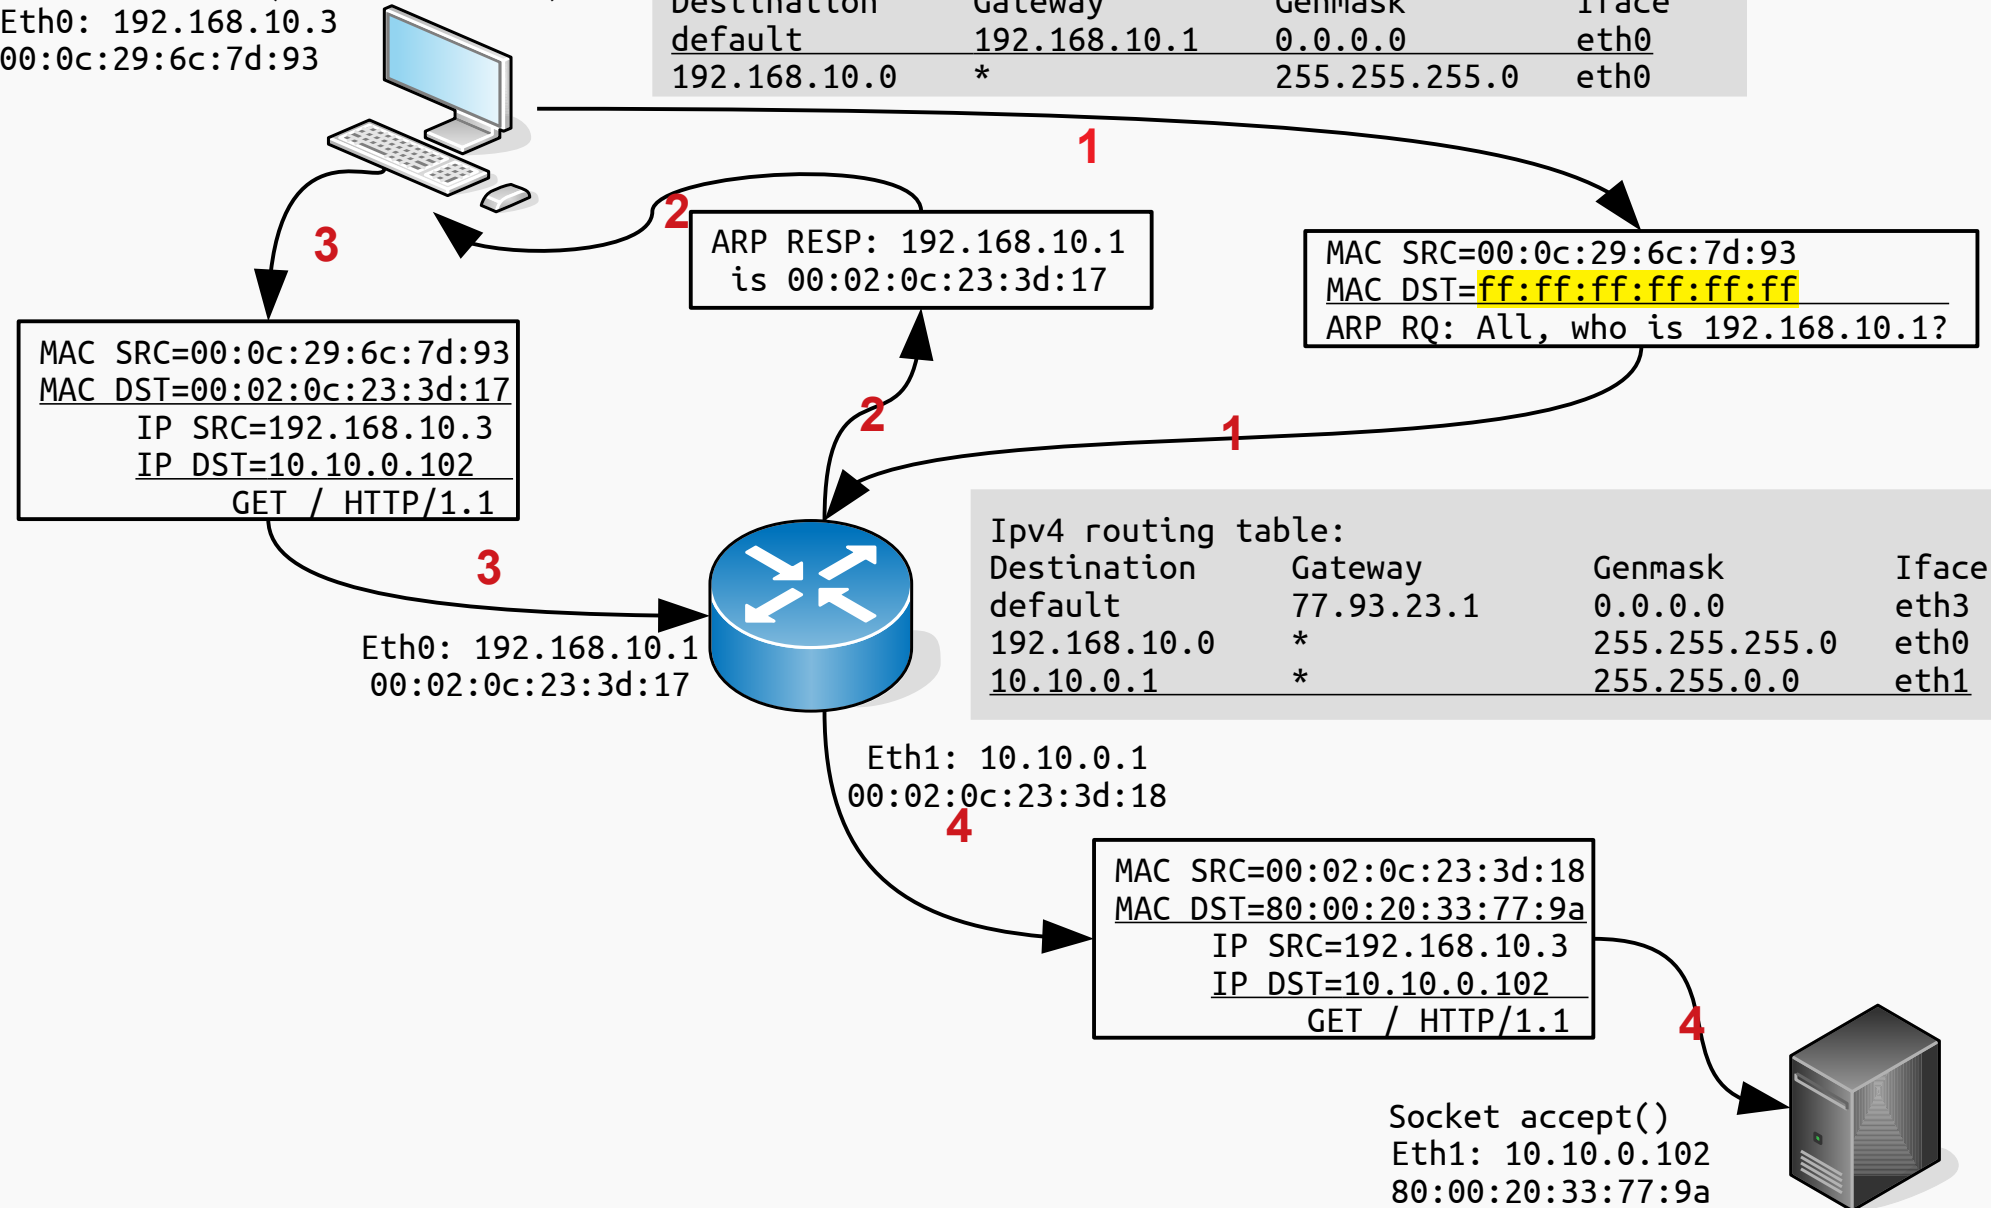 Eth0: 192.168.10.3
00:0c:29:6c:7d:93
Destination Gateway Genmask Iface
default 192.168.10.1 0.0.0.0 eth0
192.168.10.0 * 255.255.255.0 eth0
1
2
3
ARP RESP: 192.168.10.1
is 00:02:0c:23:3d:17
MAC SRC=00:0c:29:6c:7d:93
MAC DST=ff:ff:ff:ff:ff:ff
ARP RQ: All, who is 192.168.10.1?
MAC SRC=00:0c:29:6c:7d:93
MAC DST=00:02:0c:23:3d:17
IP SRC=192.168.10.3
IP DST=10.10.0.102
GET / HTTP/1.1
2
1
3
Eth0: 192.168.10.1
00:02:0c:23:3d:17
Ipv4 routing table:
Destination Gateway Genmask Iface
default 77.93.23.1 0.0.0.0 eth3
192.168.10.0 * 255.255.255.0 eth0
10.10.0.1 * 255.255.0.0 eth1
Eth1: 10.10.0.1
00:02:0c:23:3d:18
4
MAC SRC=00:02:0c:23:3d:18
MAC DST=80:00:20:33:77:9a
IP SRC=192.168.10.3
IP DST=10.10.0.102
GET / HTTP/1.1
4
Socket accept()
Eth1: 10.10.0.102
80:00:20:33:77:9a